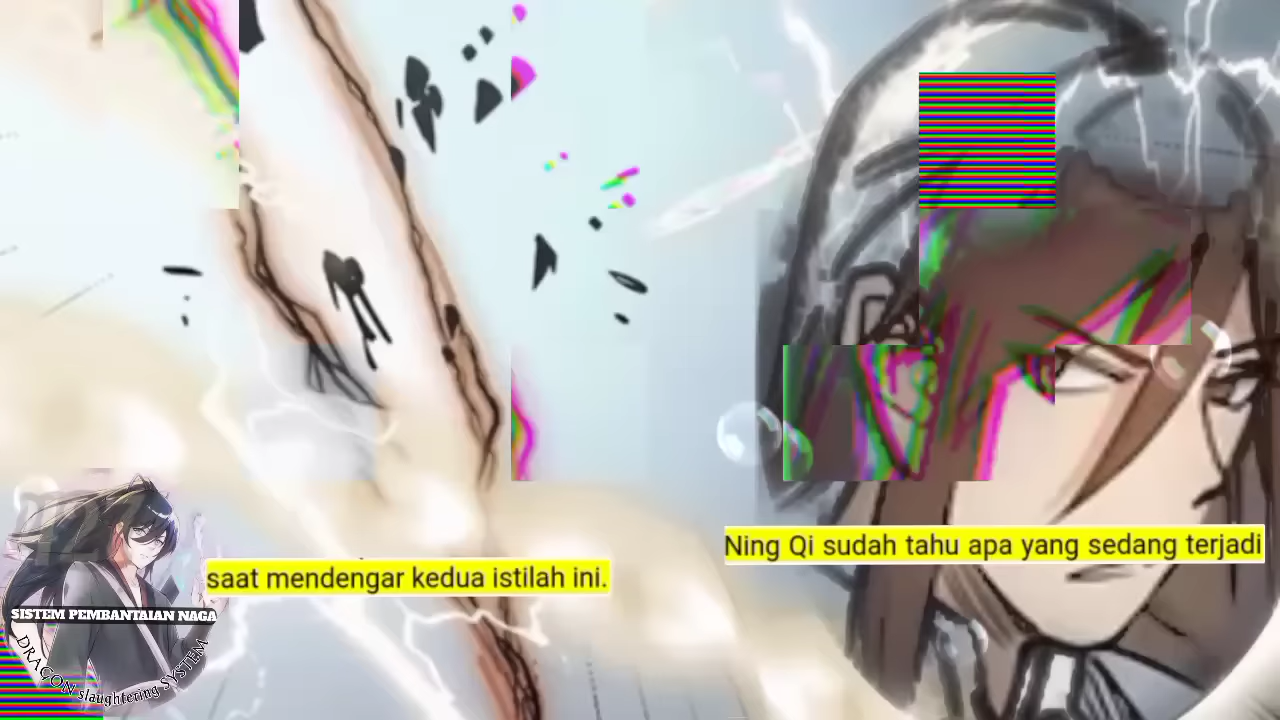 Ning Qi sudah tahu apa yang sedang terjadi
saat mendengar kedua istilah ini.
SISTEM PEMBANTAIAN NAGA
DRAGON slaughtering SYSTEM